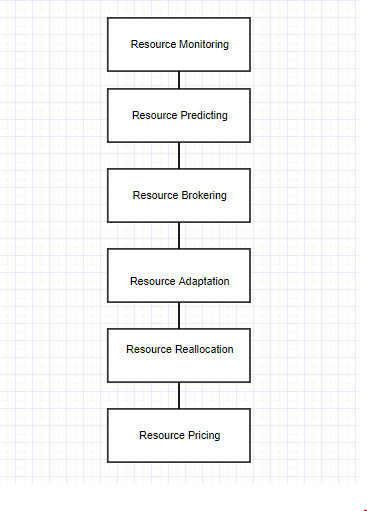 Resource Monitoring
Resource Predicting
Resource Brokering
Resource Adaptation
Resource Reallocation
Resource Pricing